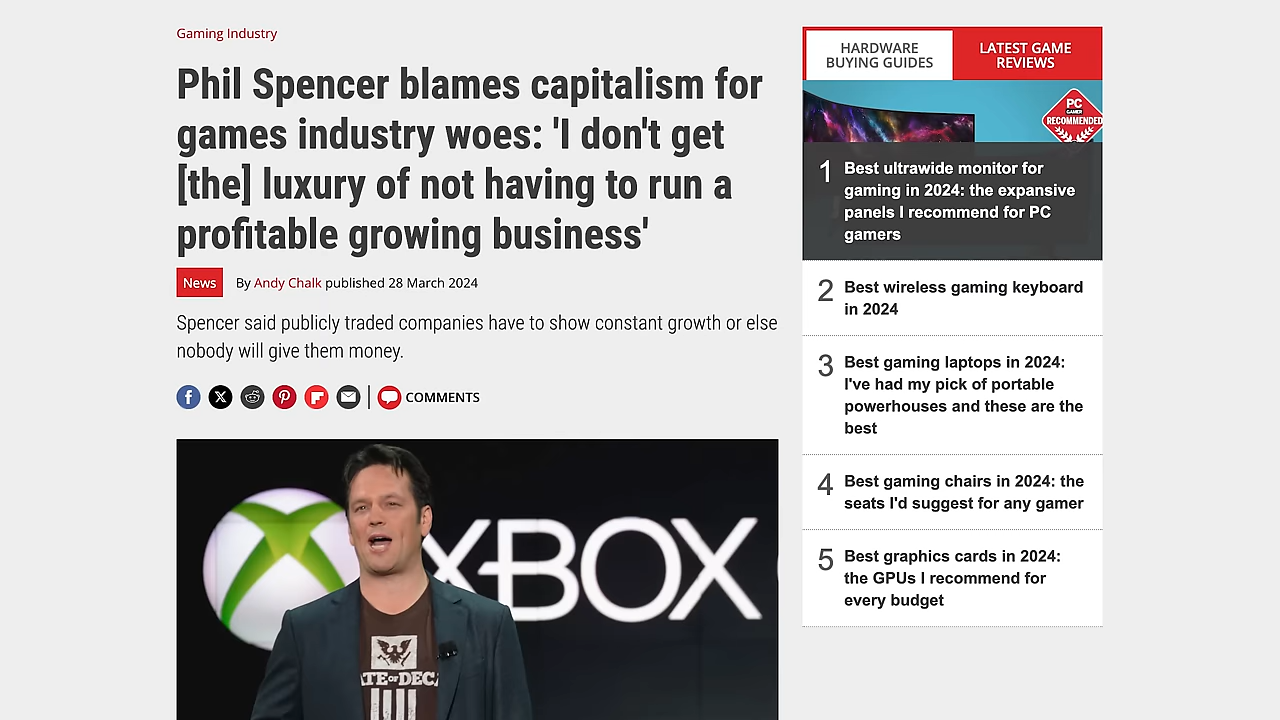 Gaming Industry
Phil Spencer blames capitalism for
games industry woes: 'I don't get
[the] luxury of not having to run a
profitable growing business'
News
By Andy Chalk published 28 March 2024
Spencer said publicly traded companies have to show constant growth or else
nobody will give them money.
COMMENTS
XBOX
HARDWARE
BUYING GUIDES
LATEST GAME
REVIEWS
PC
GAMER
RECOMMENDED
1
Best ultrawide monitor for
gaming in 2024: the expansive
panels I recommend for PC
gamers
2
Best wireless gaming keyboard
in 2024
3
Best gaming laptops in 2024:
I've had my pick of portable
powerhouses and these are the
best
4
Best gaming chairs in 2024: the
seats I'd suggest for any gamer
5
Best graphics cards in 2024:
the GPUs I recommend for
every budget